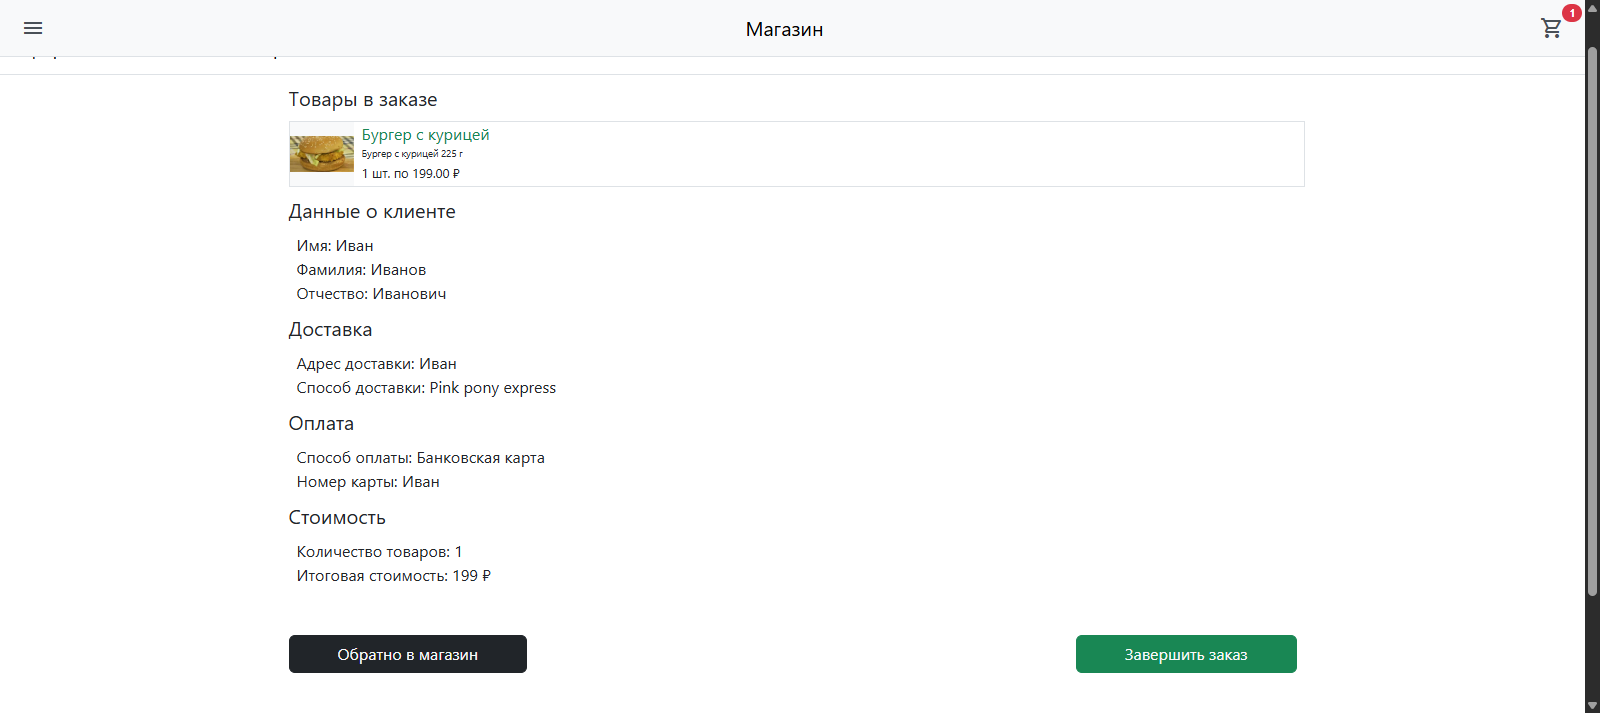 Магазин
1
Товары в заказе
Бургер с курицей
Бургер с курицей 225 г
1 шт. по 199.00 ₽
Данные о клиенте
Имя: Иван
Фамилия: Иванов
Отчество: Иванович
Доставка
Адрес доставки: Иван
Способ доставки: Pink pony express
Оплата
Способ оплаты: Банковская карта
Номер карты: Иван
Стоимость
Количество товаров: 1
Итоговая стоимость: 199 ₽
Обратно в магазин
Завершить заказ